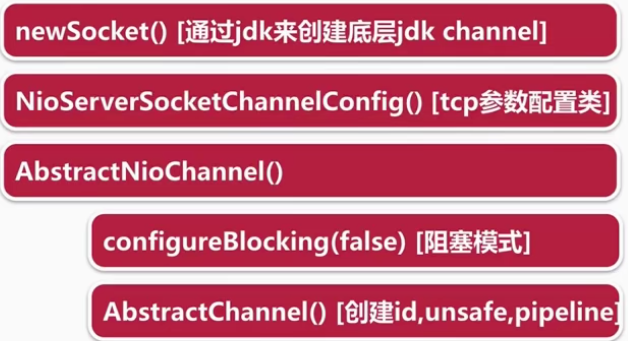 newSocket() [通过jdk来创建底层jdk channel]
NioServerSocketChannelConfig() [tcp参数配置类]
AbstractNioChannel()
configureBlocking(false) [阻塞模式]
AbstractChannel() [创建id,unsafe,pipeline]